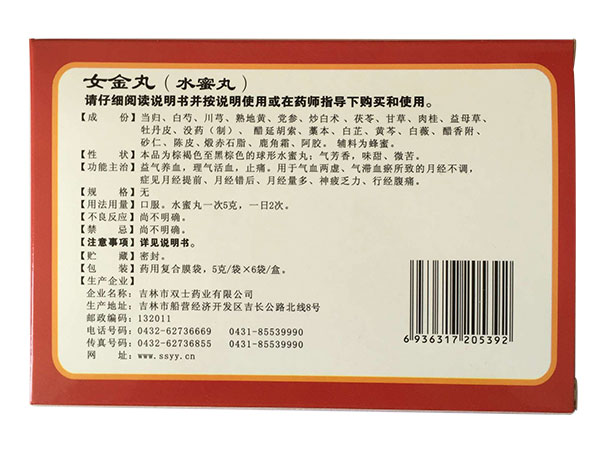 女金丸（水蜜丸）
请仔细阅读说明书并按说明使用或在药师指导下购买和使用。
【成　　份】当归、白芍、川芎、熟地黄、党参、炒白术、茯苓、甘草、肉桂、益母草、
牡丹皮、没药（制）、醋延胡索、藁本、白芷、黄芩、白薇、醋香附、
砂仁、陈皮、煅赤石脂、鹿角霜、阿胶。 辅料为蜂蜜。
【性　　状】本品为棕褐色至黑棕色的球形水蜜丸；气芳香，味甜、微苦。
【功能主治】益气养血，理气活血，止痛。用于气血两虚、气滞血瘀所致的月经不调，
症见月经提前、月经错后、月经量多、神疲乏力、行经腹痛。
【规　　格】无
【用法用量】口服。水蜜丸一次5克，一日2次。
【不良反应】尚不明确。
【禁　　忌】尚不明确。
【注意事项】详见说明书。
【贮　　藏】密封。
【包　　装】药用复合膜袋，5克/袋×6袋/盒。
【生产企业】
企业名称：吉林市双士药业有限公司
生产地址：吉林市船营经济开发区吉长公路北线8号
邮政编码：132011
电话号码：0432-62736669　0431-85539990
传真号码：0432-62736855　0431-85539990
网　　址：www.ssyy.cn
6936317205392